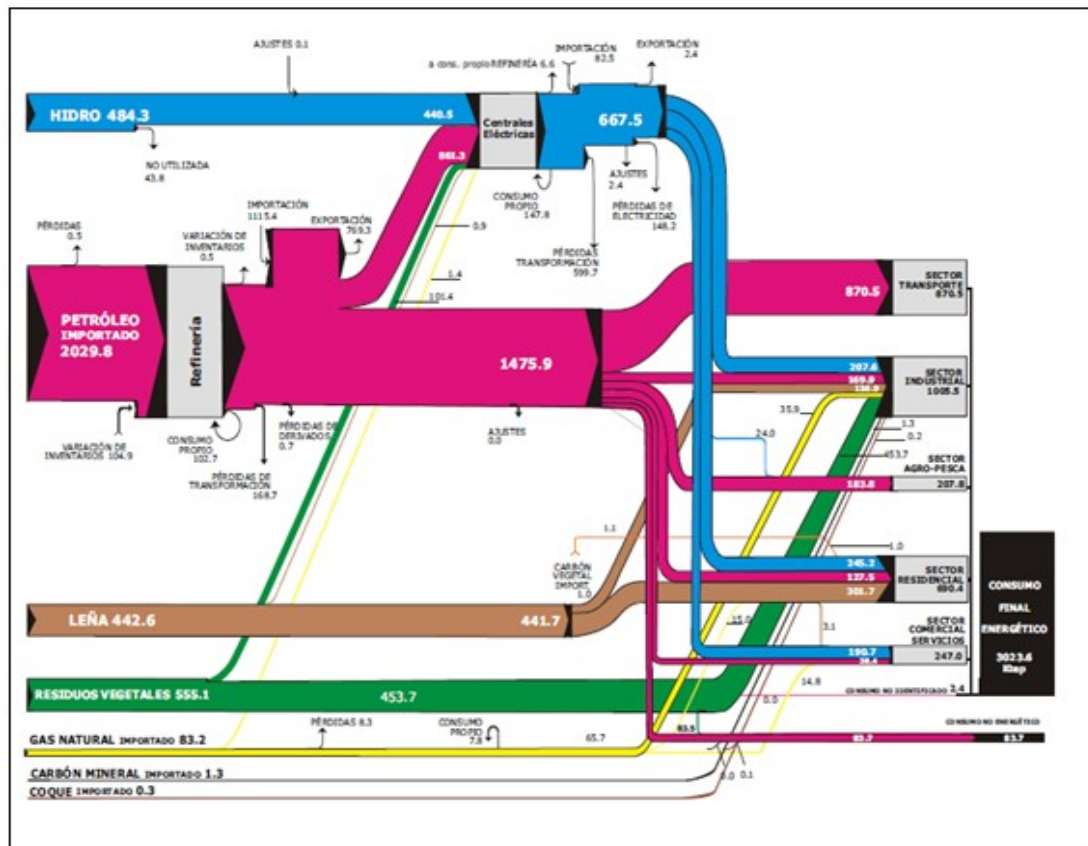 AJUSTES 0.1
a cons. propio REFINERÍA 6.6
IMPORTACIÓN
82.5
EXPORTACIÓN
2.4
HIDRO 484.3
440.5
Centrales
Eléctricas
667.5
861.3
NO UTILIZADA
43.8
CONSUMO
PROPIO
147.8
AJUSTES
2.4
PÉRDIDAS DE
ELECTRICIDAD
148.2
PÉRDIDAS
TRANSFORMACIÓN
599.7
0.9
1.4
101.4
PÉRDIDAS
0.5
VARIACIÓN DE
INVENTARIOS
0.5
IMPORTACIÓN
1115.4
EXPORTACIÓN
769.3
PETRÓLEO
IMPORTADO
2029.8
Refinería
1475.9
870.5
SECTOR
TRANSPORTE
870.5
VARIACIÓN DE
INVENTARIOS 104.9
CONSUMO
PROPIO
102.7
PÉRDIDAS DE
DERIVADOS
0.7
PÉRDIDAS DE
TRANSFORMACIÓN
168.7
AJUSTES
0.0
207.6
169.9
SECTOR
INDUSTRIAL
1005.5
35.9
24.0
1.3
0.2
453.7
SECTOR
AGRO-PESCA
183.8
207.8
1.1
CARBÓN
VEGETAL
IMPORT.
1.0
1.0
245.2
127.5
301.7
SECTOR
RESIDENCIAL
690.4
LEÑA 442.6
441.7
15.0
3.1
SECTOR
COMERCIAL
SERVICIOS
190.7
247.0
CONSUMO
FINAL
ENERGÉTICO
3023.6
Ktep
RESIDUOS VEGETALES 555.1
453.7
14.8
0.0
CONSUMO NO IDENTIFICADO 2.4
PÉRDIDAS 8.3
CONSUMO
PROPIO
7.8
65.7
83.5
CONSUMO NO ENERGÉTICO
83.7
83.7
GAS NATURAL IMPORTADO 83.2
CARBÓN MINERAL IMPORTADO 1.3
COQUE IMPORTADO 0.3
0.0
0.1